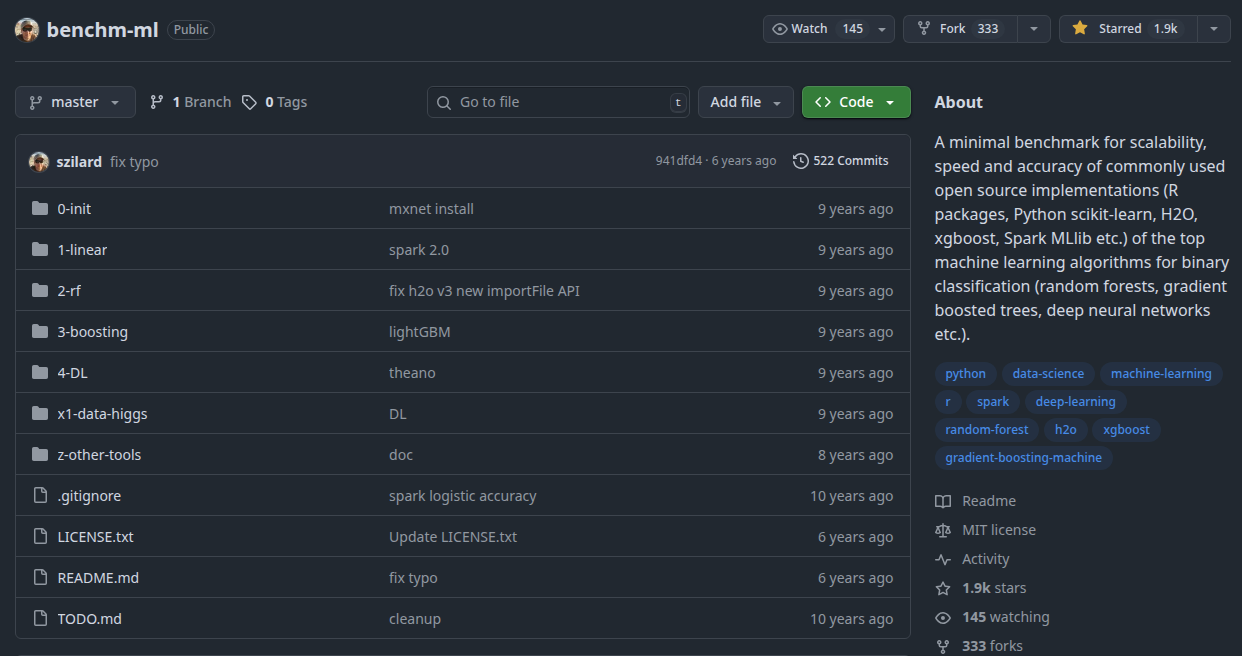 benchm-ml Public Watch 145 Fork 333 Starred 1.9k
master 1 Branch 0 Tags Go to file t Add file Code
szilard fix typo 941dfd4 · 6 years ago 522 Commits
0-init mxnet install 9 years ago
1-linear spark 2.0 9 years ago
2-rf fix h2o v3 new importFile API 9 years ago
3-boosting lightGBM 9 years ago
4-DL theano 9 years ago
x1-data-higgs DL 9 years ago
z-other-tools doc 8 years ago
.gitignore spark logistic accuracy 10 years ago
LICENSE.txt Update LICENSE.txt 6 years ago
README.md fix typo 6 years ago
TODO.md cleanup 10 years ago
About
A minimal benchmark for scalability,
speed and accuracy of commonly used
open source implementations (R
packages, Python scikit-learn, H2O,
xgboost, Spark MLlib etc.) of the top
machine learning algorithms for binary
classification (random forests, gradient
boosted trees, deep neural networks
etc.).
python data-science machine-learning
r spark deep-learning
random-forest h2o xgboost
gradient-boosting-machine
Readme
MIT license
Activity
1.9k stars
145 watching
333 forks